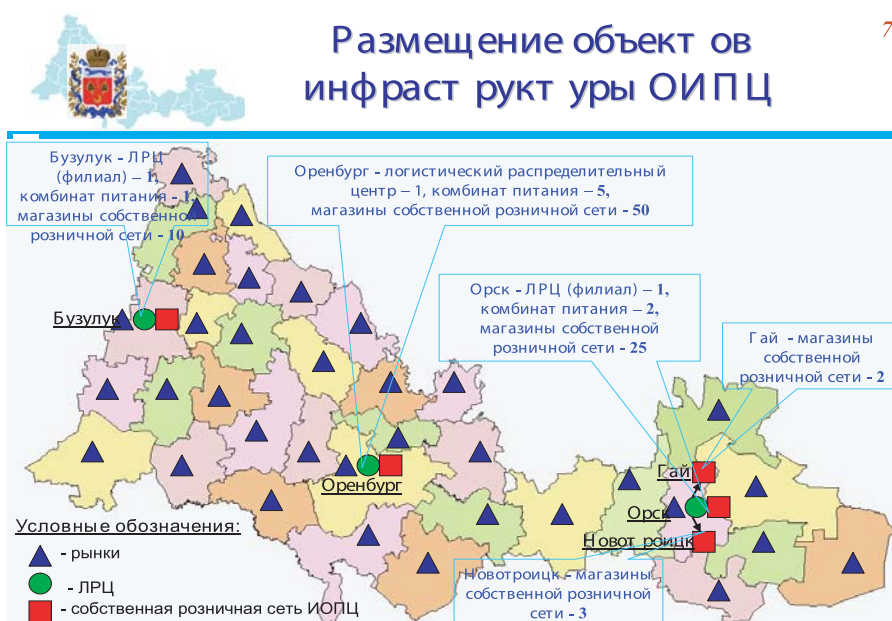 Размещение объект ов
инфраст рукт уры ОИПЦ
7
Бузулук - ЛРЦ
(филиал) – 1,
комбинат питания - 1,
магазины собственной
розничной сети - 10
Оренбург - логистический распределительный
центр – 1, комбинат питания – 5,
магазины собственной розничной сети - 50
Орск - ЛРЦ (филиал) – 1,
комбинат питания – 2,
магазины собственной
розничной сети - 25
Гай - магазины
собственной
розничной сети - 2
Бузулук
Оренбург
Гай
Орск
Новот роицк
Новотроицк - магазины
собственной розничной
сети - 3
Условные обозначения:
- рынки
- ЛРЦ
- собственная розничная сеть ИОПЦ